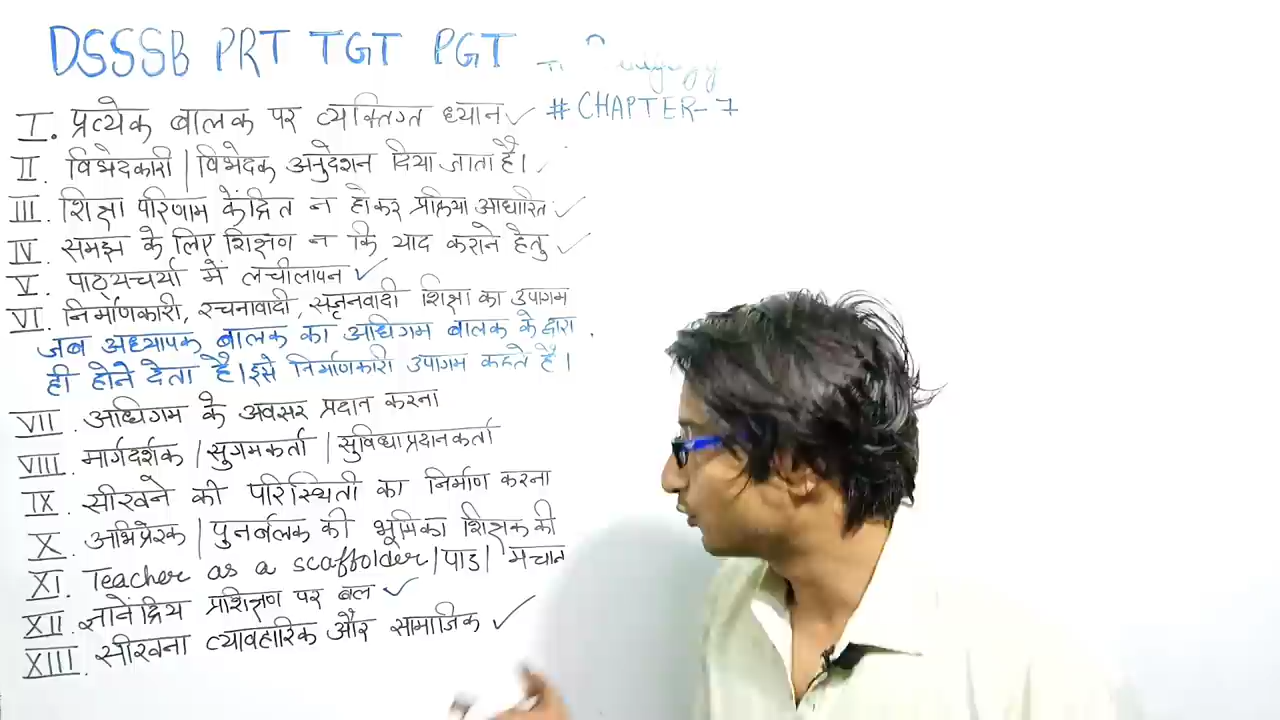 DSSSB PRT TGT PGT
# CHAPTER-7
I. प्रत्येक बालक पर व्यक्तिगत ध्यान ✓
II. विभेदकारी | विभेदक अनुदेशन दिया जाता है। ✓
III. शिक्षा परिणाम केंद्रित न होकर प्रक्रिया आधारित ✓
IV. समझ के लिए शिक्षण न कि याद कराने हेतु ✓
V. पाठ्यचर्या में लचीलापन ✓
VI. निर्माणकारी, रचनावादी, सृजनवादी शिक्षा का उपागम
जब अध्यापक बालक का अधिगम बालक के द्वारा
ही होने देता है। इसे निर्माणकारी उपागम कहते है।
VII. अधिगम के अवसर प्रदान करना
VIII. मार्गदर्शक | सुगमकर्ता | सुविधाप्रदानकर्ता
IX. सीखने की परिस्थिती का निर्माण करना
X. अभिप्रेरक | पुनर्बलक की भूमिका शिक्षक की
XI. Teacher as a scaffolder | पाड | मचान
XII. ज्ञानेंद्रिय प्रशिक्षण पर बल ✓
XIII. सीखना व्यावहारिक और सामाजिक ✓